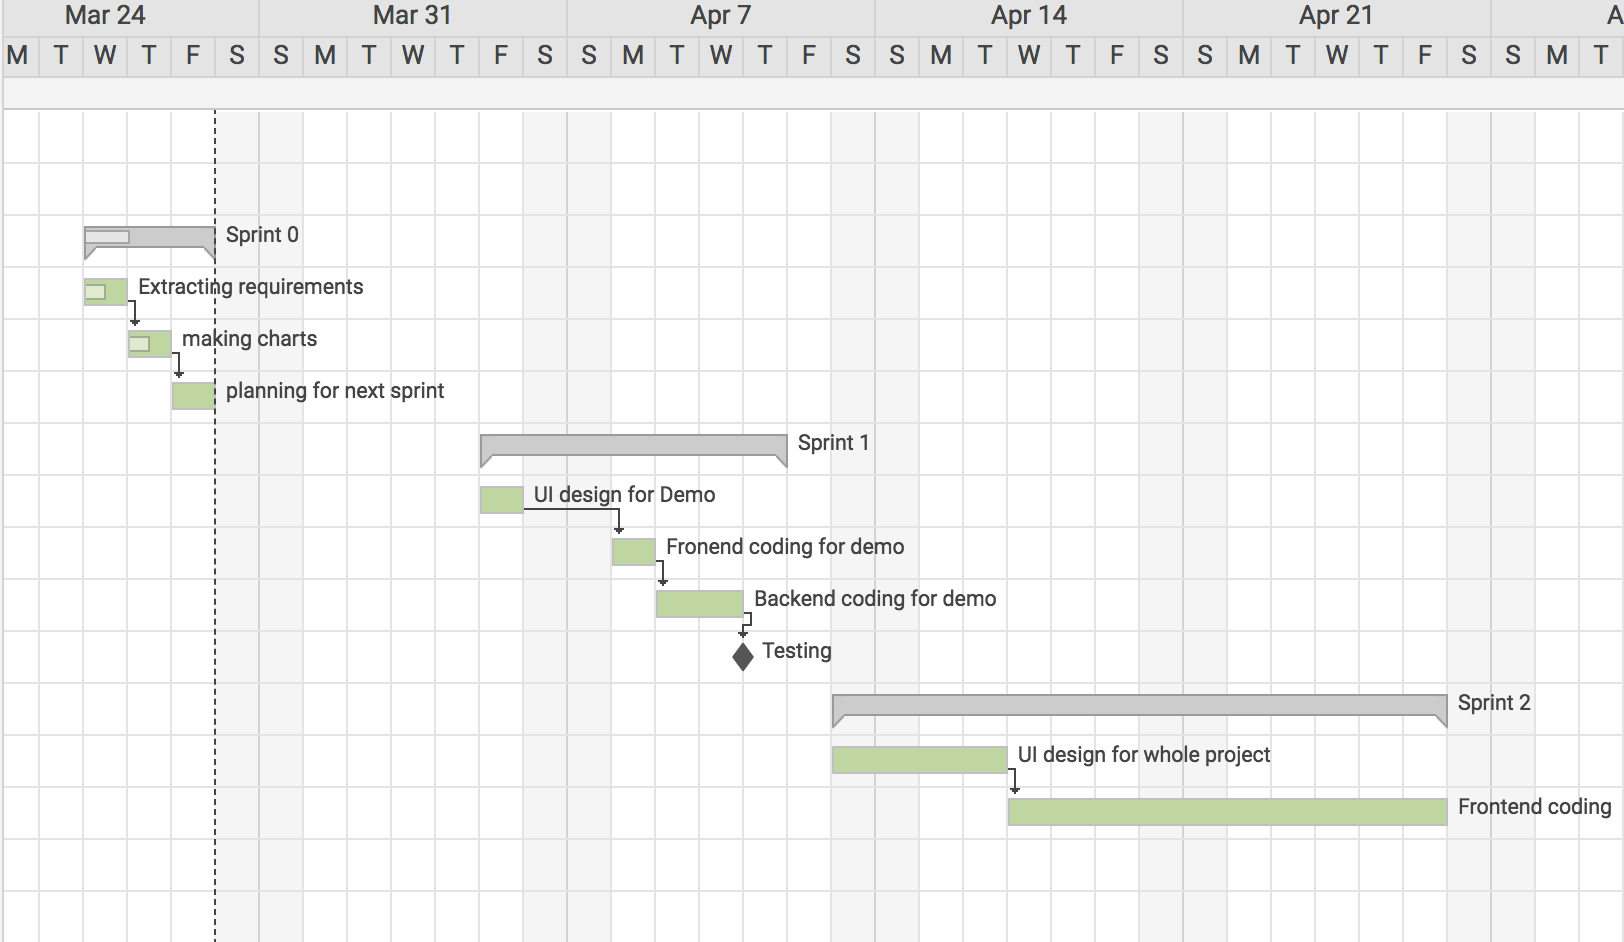 Mar 24 Mar 31 Apr 7 Apr 14 Apr 21 A
M T W T F S S M T W T F S S M T W T F S S M T W T F S S M T W T F S S M T
Sprint 0
Extracting requirements
making charts
planning for next sprint
Sprint 1
UI design for Demo
Fronend coding for demo
Backend coding for demo
Testing
Sprint 2
UI design for whole project
Frontend coding